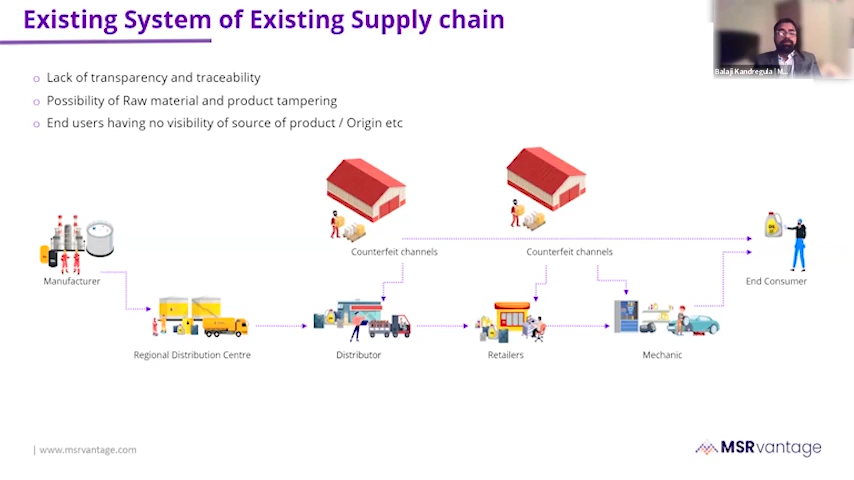 Existing System of Existing Supply chain
Balaji Kandregula | M...
o Lack of transparency and traceability
o Possibility of Raw material and product tampering
o End users having no visibility of source of product / Origin etc
Counterfeit channels
Counterfeit channels
Manufacturer
End Consumer
Regional Distribution Centre
Distributor
Retailers
Mechanic
| www.msrvantage.com
MSRvantage